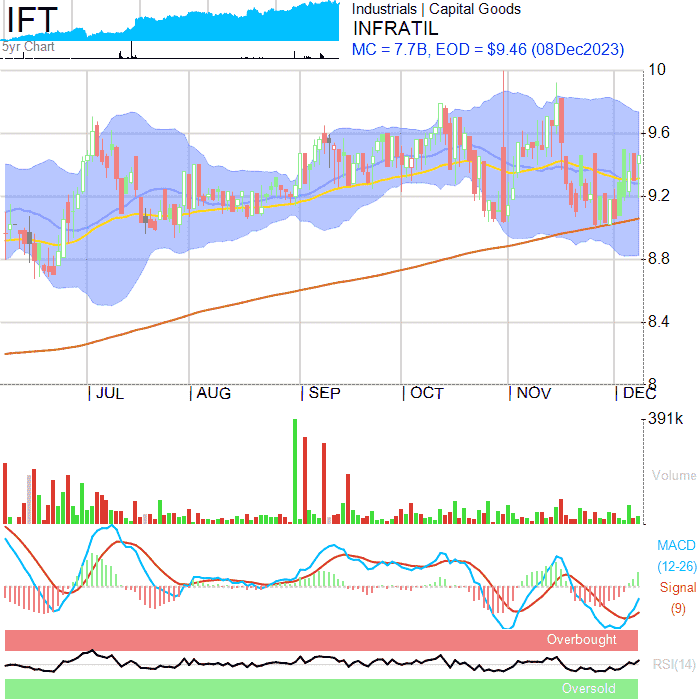 IFT
5yr Chart
Industrials | Capital Goods
INFRATIL
MC = 7.7B, EOD = $9.46 (08Dec2023)
10
9.6
9.2
8.8
8.4
8
| JUL | AUG | SEP | OCT | NOV | DEC
391k
Volume
MACD
(12-26)
Signal
(9)
Overbought
RSI(14)
Oversold